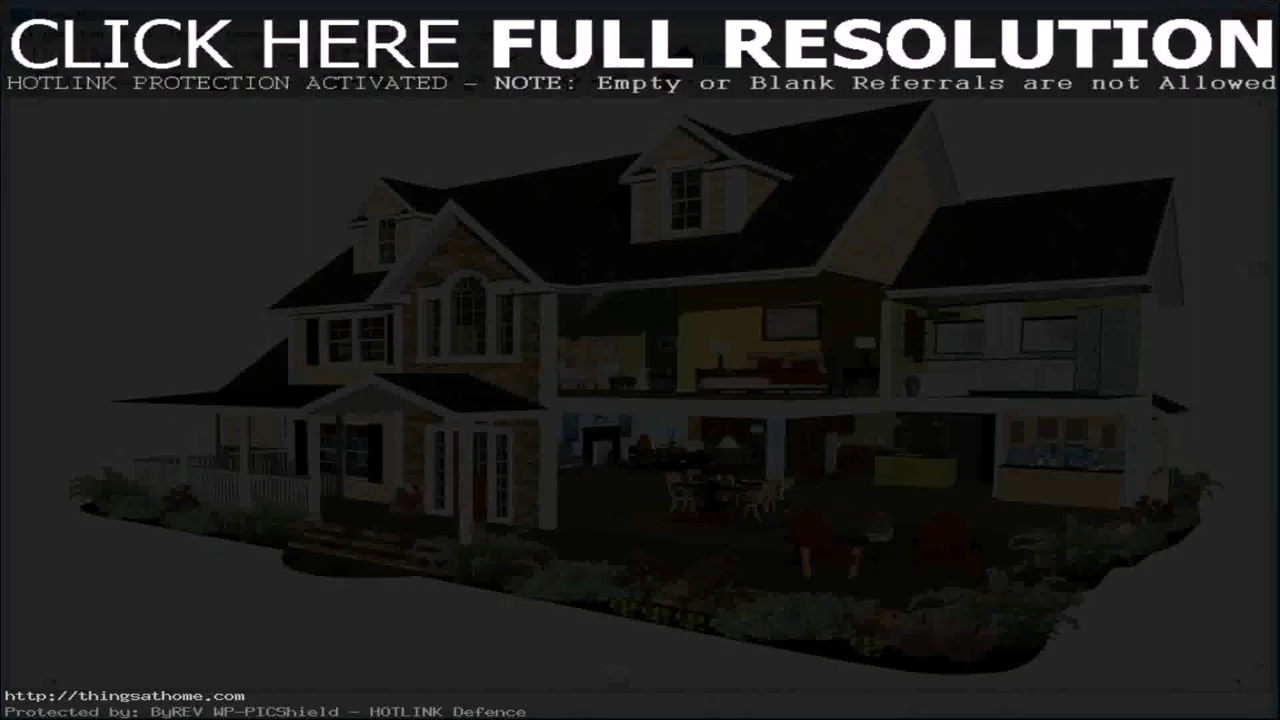 CLICK HERE FULL RESOLUTION
HOTLINK PROTECTION ACTIVATED - NOTE: Empty or Blank Referrals are not Allowed
http://thingsathome.com
Protected by: ByREV WP-PICShield - HOTLINK Defence